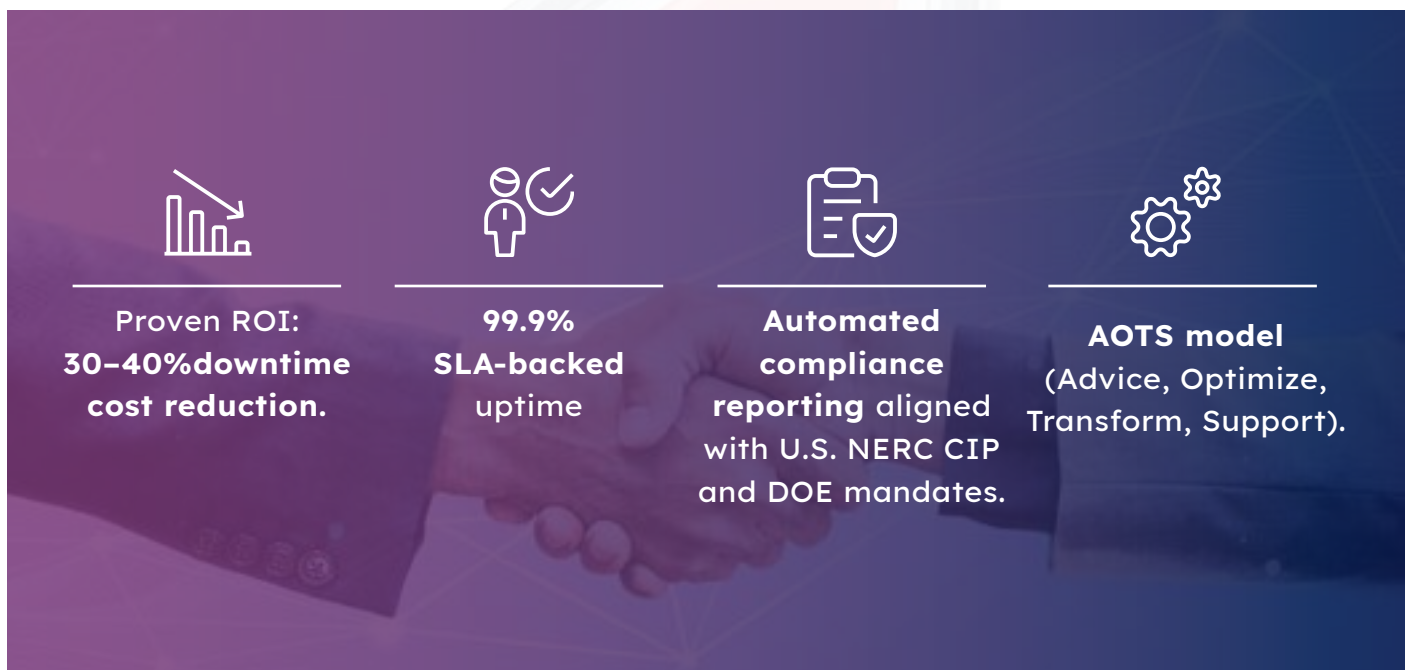 Proven ROI:
30–40%downtime
cost reduction.
99.9%
SLA-backed
uptime
Automated
compliance
reporting aligned
with U.S. NERC CIP
and DOE mandates.
AOTS model
(Advice, Optimize,
Transform, Support).